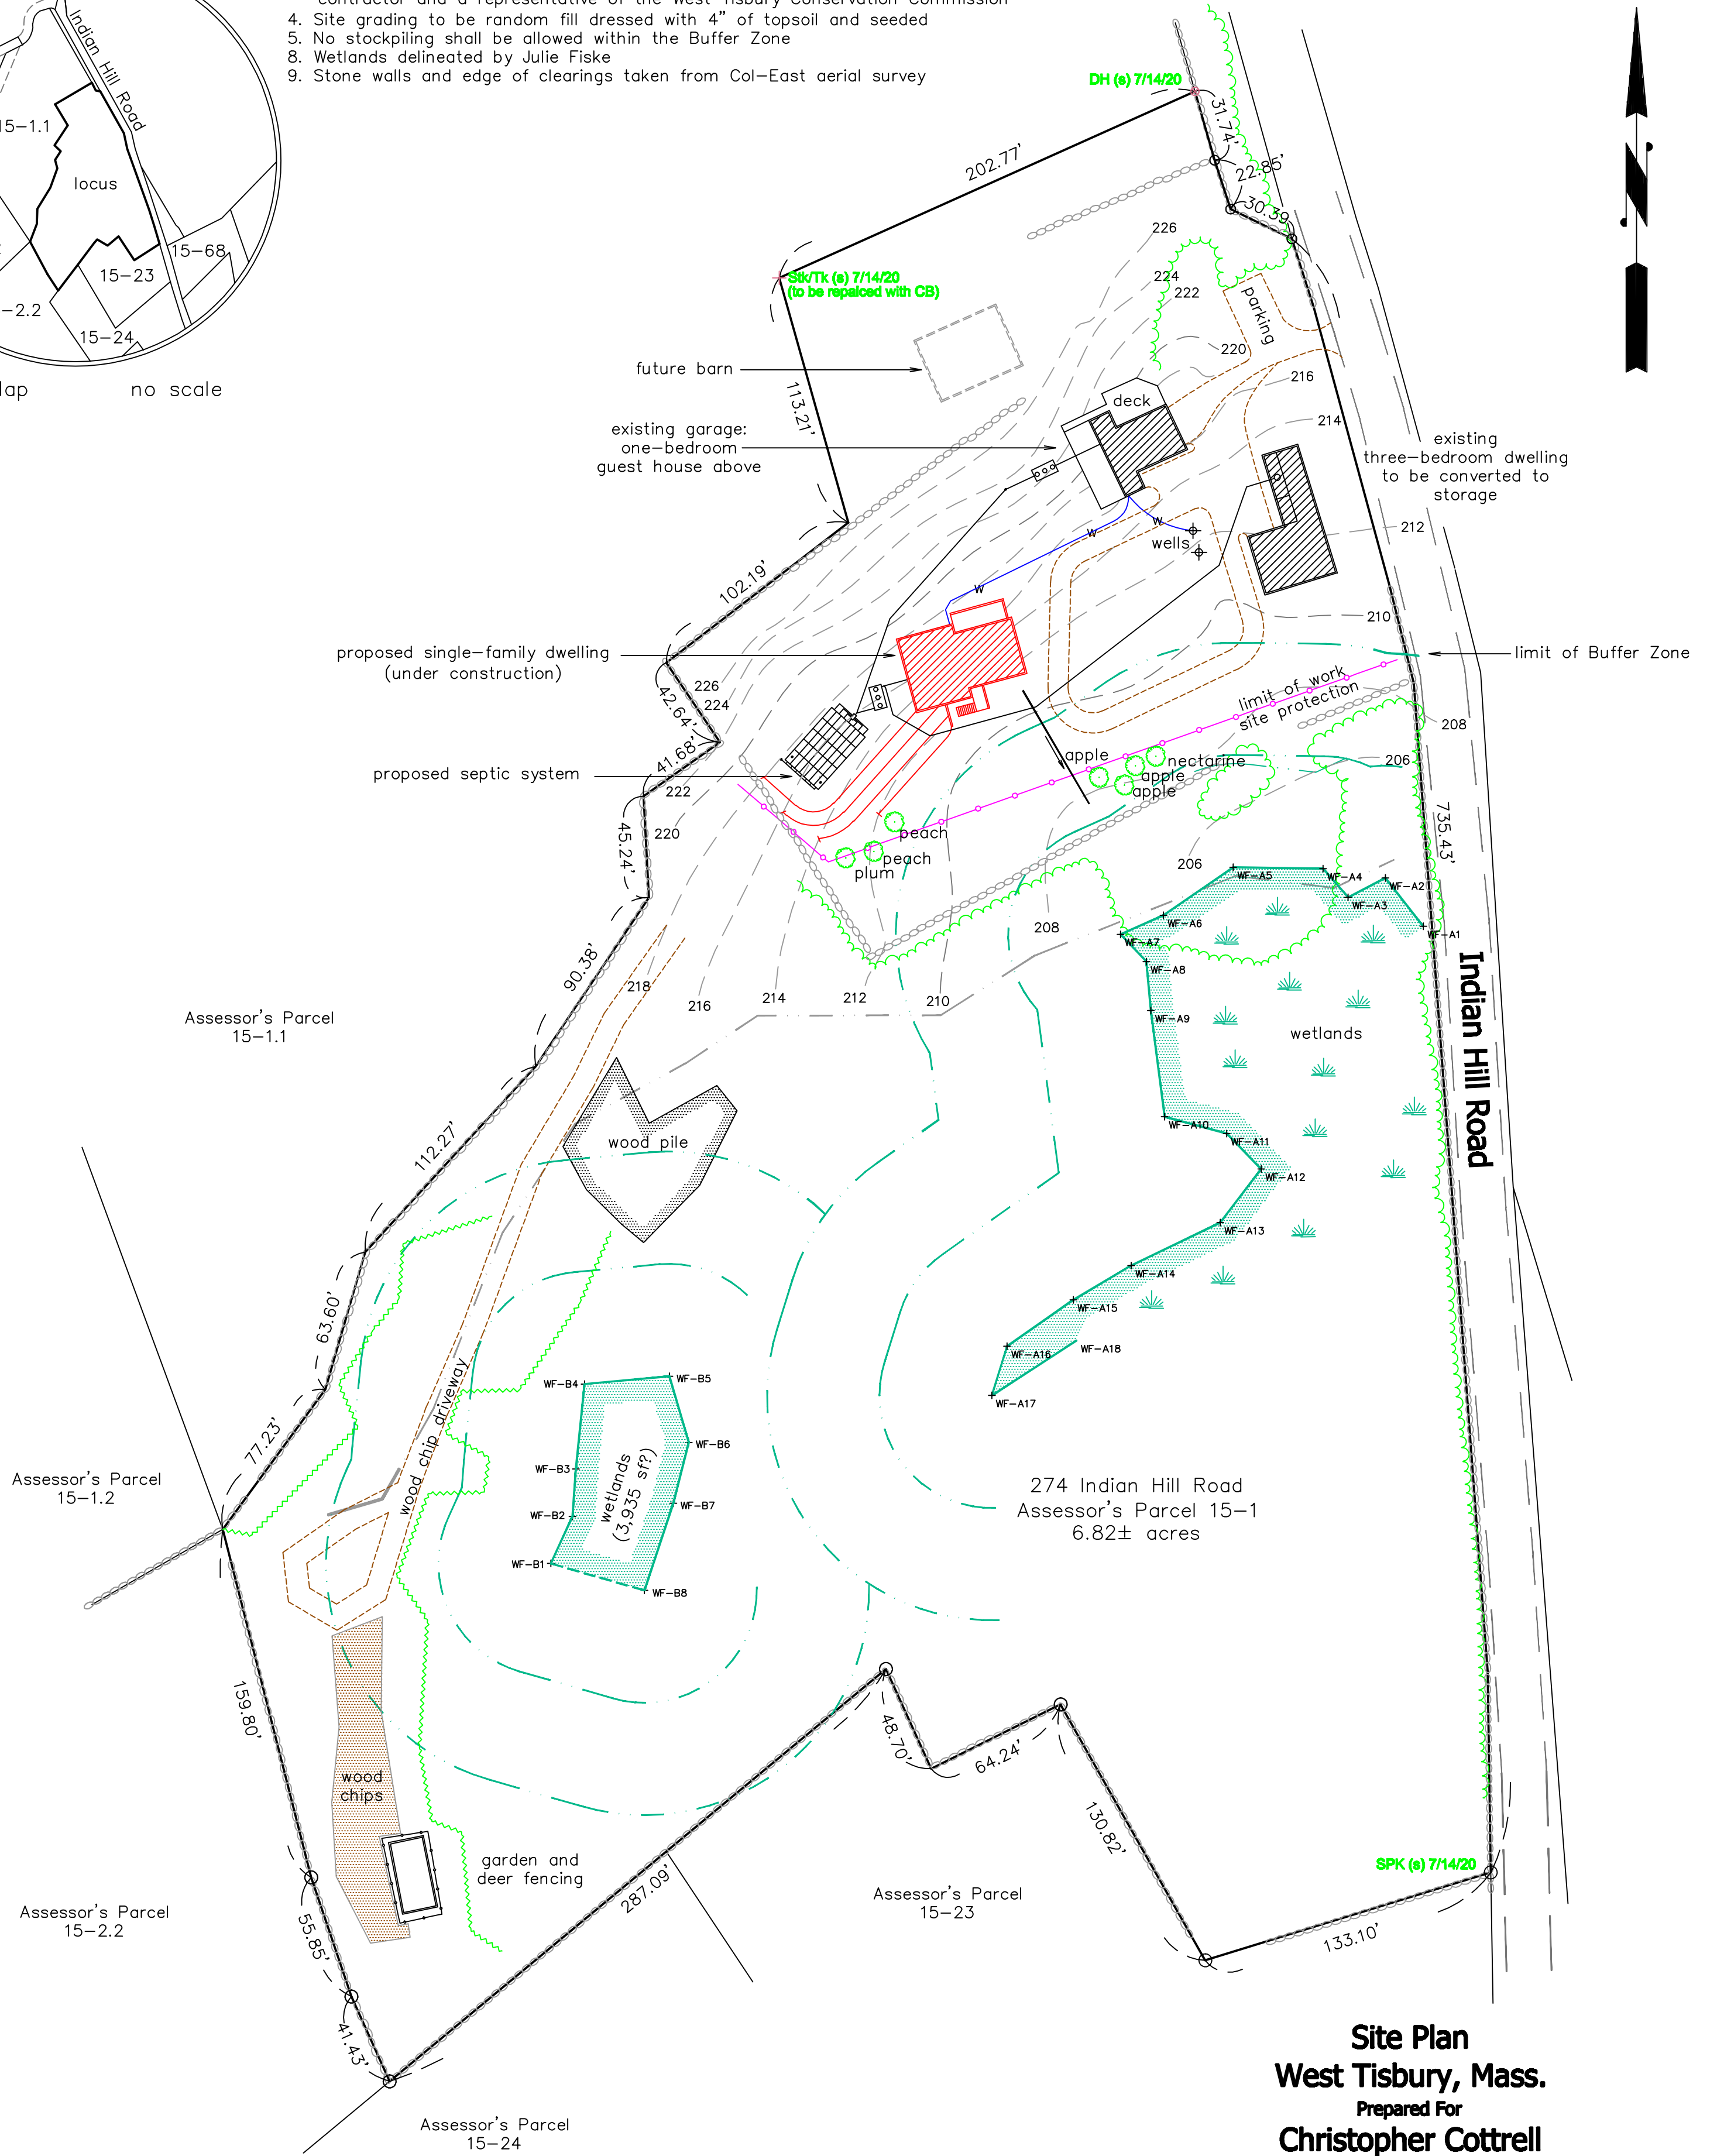 contractor and a representative of the West Tisbury Conservation Commission
4. Site grading to be random fill dressed with 4" of topsoil and seeded
5. No stockpiling shall be allowed within the Buffer Zone
8. Wetlands delineated by Julie Fiske
9. Stone walls and edge of clearings taken from Col-East aerial survey
Indian Hill Road
15-1.1
locus
15-68
15-23
-2.2
15-24
no scale
DH (s) 7/14/20
31.74'
202.77'
22.85'
30.39
226
Stk/Tk (s) 7/14/20
(to be repalced with CB)
224
222
parking
220
future barn
216
113.21'
deck
214
existing garage:
one-bedroom
guest house above
existing
three-bedroom dwelling
to be converted to
storage
212
W
W
wells
102.19'
W
210
proposed single-family dwelling
(under construction)
limit of Buffer Zone
limit of work
site protection
226
224
42.64'
208
41.68'
apple
nectarine
206
proposed septic system
apple
apple
222
220
45.24'
peach
735.43'
peach
plum
206
WF-A5
WF-A4
WF-A2
WF-A3
WF-A6
208
WF-A7
WF-A1
WF-A8
90.38'
218
216
214
212
210
Assessor's Parcel
15-1.1
WF-A9
wetlands
Indian Hill Road
WF-A10
WF-A11
wood pile
112.27'
WF-A12
WF-A13
WF-A14
WF-A15
63.60'
WF-A16
WF-A18
WF-B4
WF-B5
WF-A17
77.23'
wood chip driveway
WF-B6
WF-B3
wetlands
(3,935 sf?)
Assessor's Parcel
15-1.2
274 Indian Hill Road
Assessor's Parcel 15-1
6.82± acres
WF-B7
WF-B2
WF-B1
WF-B8
159.80'
48.70'
64.24'
wood
chips
130.82'
garden and
deer fencing
SPK (s) 7/14/20
287.09'
Assessor's Parcel
15-23
Assessor's Parcel
15-2.2
55.85'
133.10'
41.43'
Site Plan
West Tisbury, Mass.
Prepared For
Christopher Cottrell
Assessor's Parcel
15-24